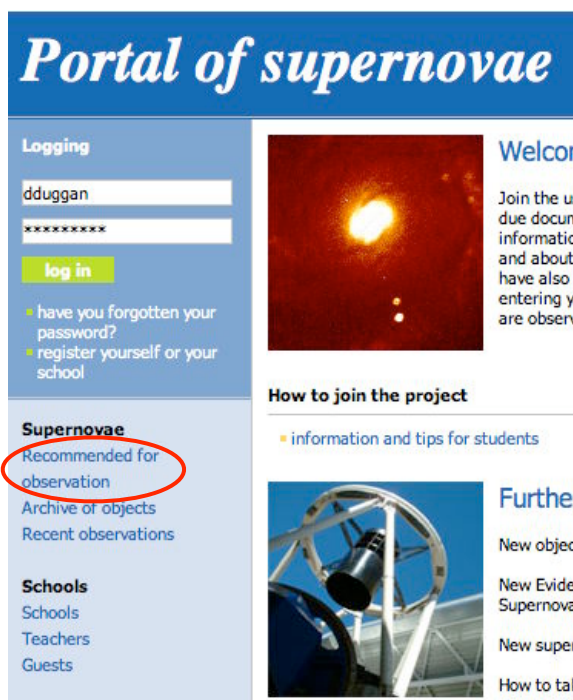 Portal of supernovae
Logging
dduggan
*********
log in
have you forgotten your
password?
register yourself or your
school
Supernovae
Recommended for
observation
Archive of objects
Recent observations
Schools
Schools
Teachers
Guests
Welcom
Join the u
due docum
informatio
and about
have also
entering y
are observ
How to join the project
information and tips for students
Furthe
New objec
New Evide
Supernova
New super
How to tal